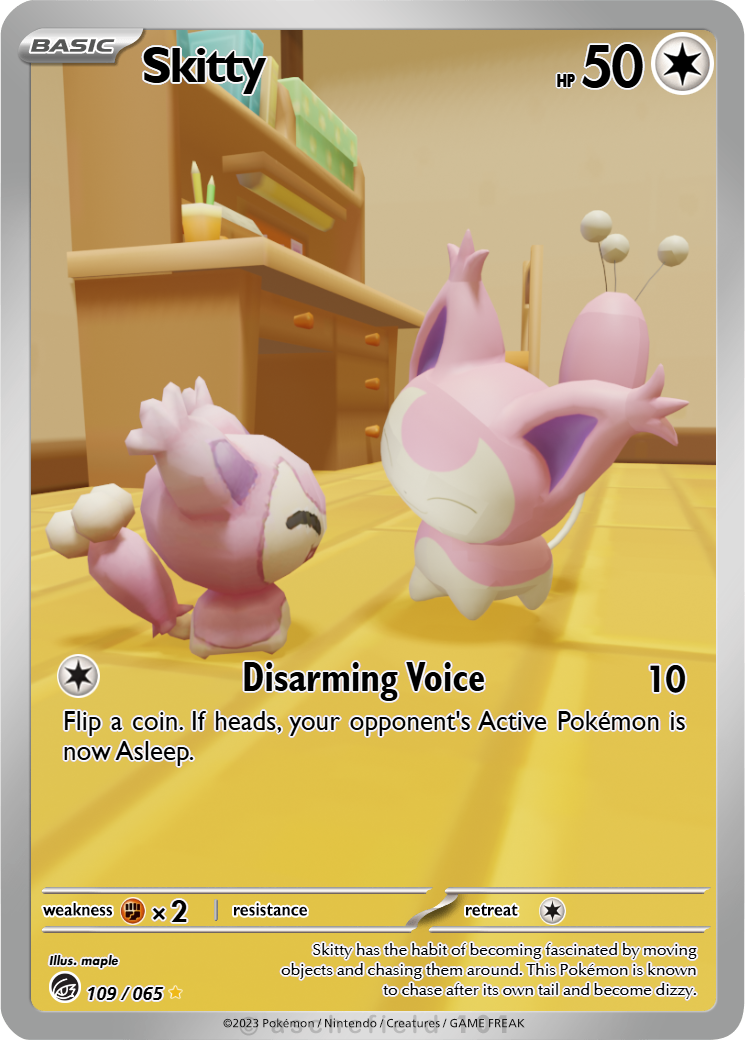 BASIC
Skitty
HP 50
Disarming Voice 10
Flip a coin. If heads, your opponent's Active Pokémon is
now Asleep.
weakness × 2 resistance retreat
Illus. maple
109 / 065
Skitty has the habit of becoming fascinated by moving
objects and chasing them around. This Pokémon is known
to chase after its own tail and become dizzy.
©2023 Pokémon / Nintendo / Creatures / GAME FREAK